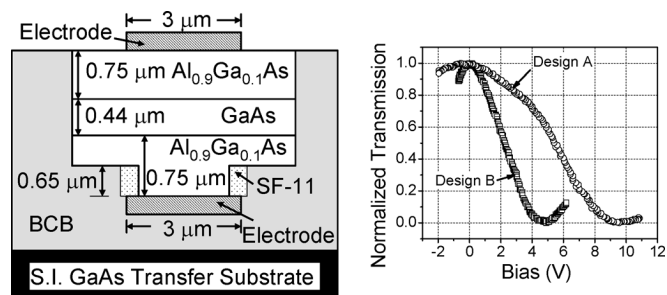 3 μm
Electrode
0.75 μm Al0.9Ga0.1As
0.44 μm GaAs
Al0.9Ga0.1As
0.65 μm
0.75 μm
SF-11
BCB
3 μm
Electrode
S.I. GaAs Transfer Substrate
Normalized Transmission
1.0
0.8
0.6
0.4
0.2
0.0
Design A
Design B
-2 0 2 4 6 8 10 12
Bias (V)